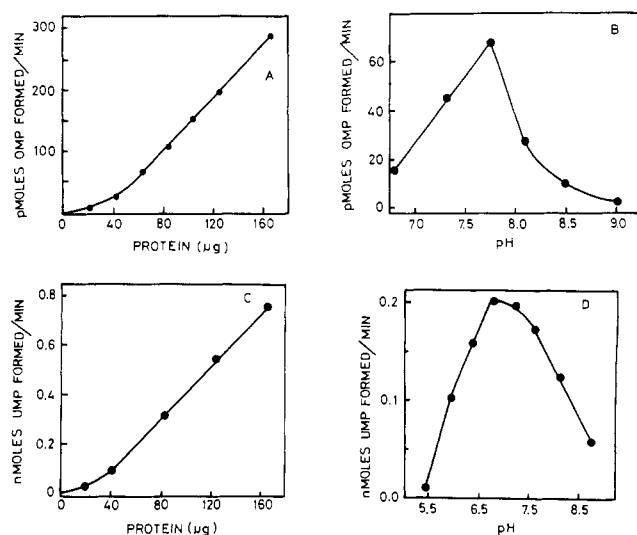 pMOLES OMP FORMED/MIN
300
200
100
0 40 80 120 160
PROTEIN (µg)
A
pMOLES OMP FORMED/MIN
60
40
20
0
7.0 7.5 8.0 8.5 9.0
pH
B
nMOLES UMP FORMED/MIN
0.8
0.6
0.4
0.2
0
0 40 80 120 160
PROTEIN (µg)
C
nMOLES UMP FORMED/MIN
0.2
0.1
0.0
5.5 6.5 7.5 8.5
pH
D